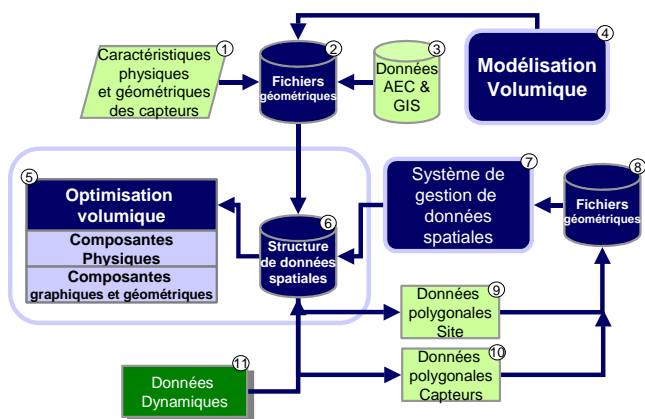 1
Caractéristiques
physiques
et géométriques
des capteurs
2
Fichiers
géométriques
3
Données
AEC &
GIS
4
Modélisation
Volumique
5
Optimisation
volumique
Composantes
Physiques
Composantes
graphiques et géométriques
6
Structure
de données
spatiales
7
Système de
gestion de
données
spatiales
8
Fichiers
géométriques
9
Données
polygonales
Site
10
Données
polygonales
Capteurs
11
Données
Dynamiques